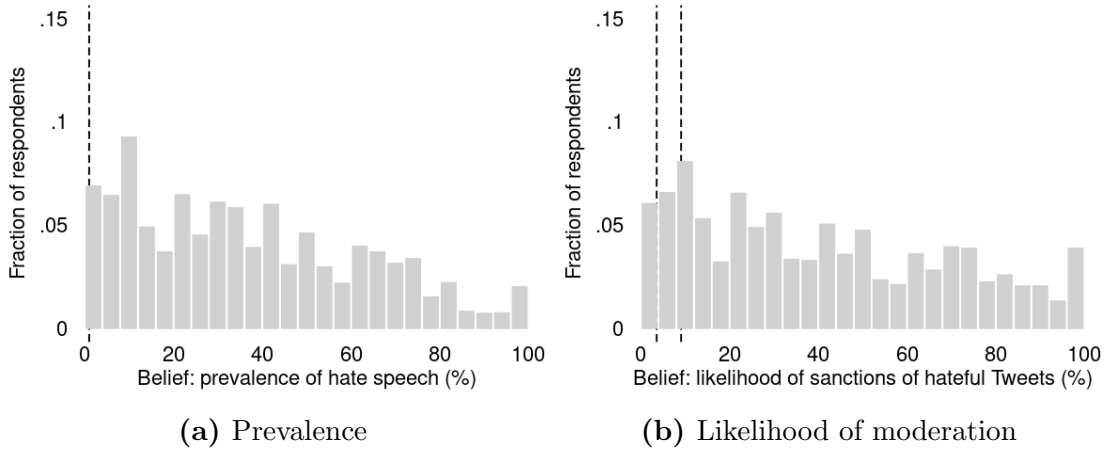 .15
.1
.05
0
Fraction of respondents
0 20 40 60 80 100
Belief: prevalence of hate speech (%)
(a) Prevalence
.15
.1
.05
0
Fraction of respondents
0 20 40 60 80 100
Belief: likelihood of sanctions of hateful Tweets (%)
(b) Likelihood of moderation